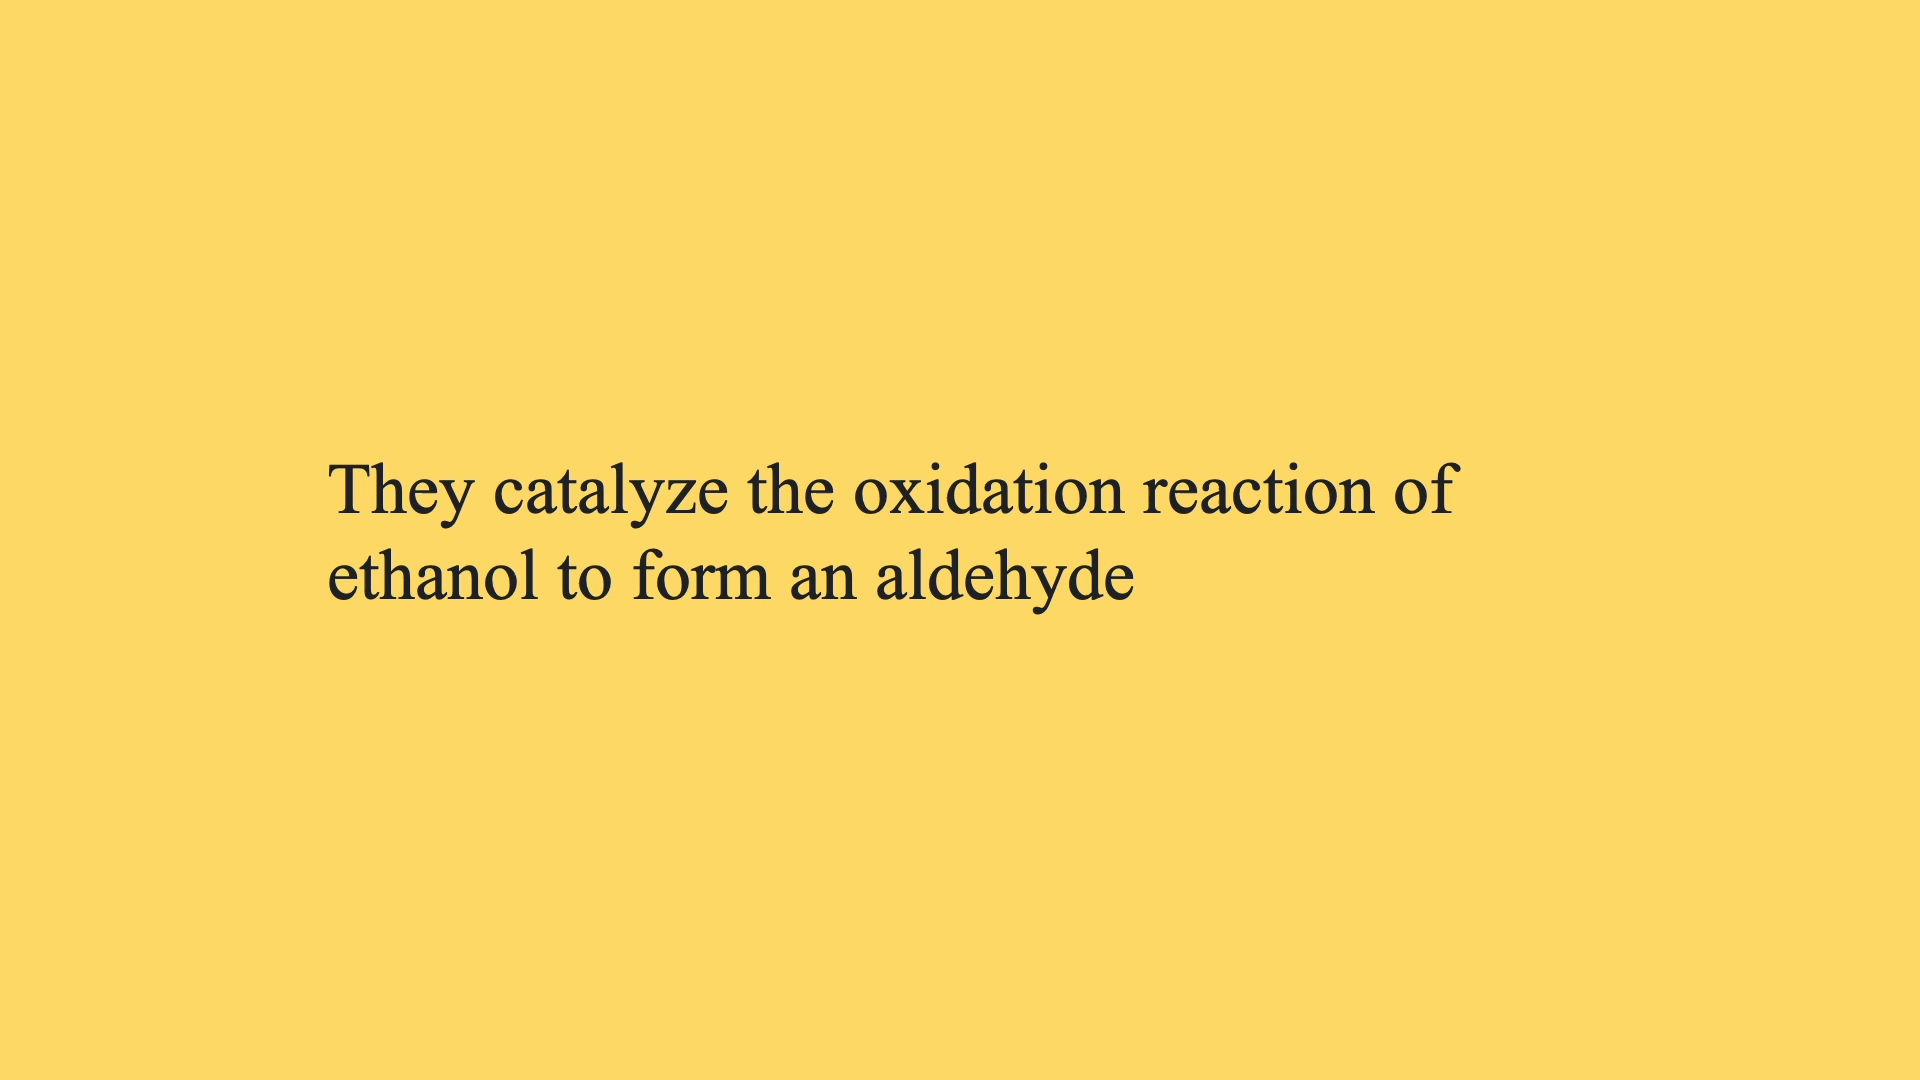 They catalyze the oxidation reaction of
ethanol to form an aldehyde